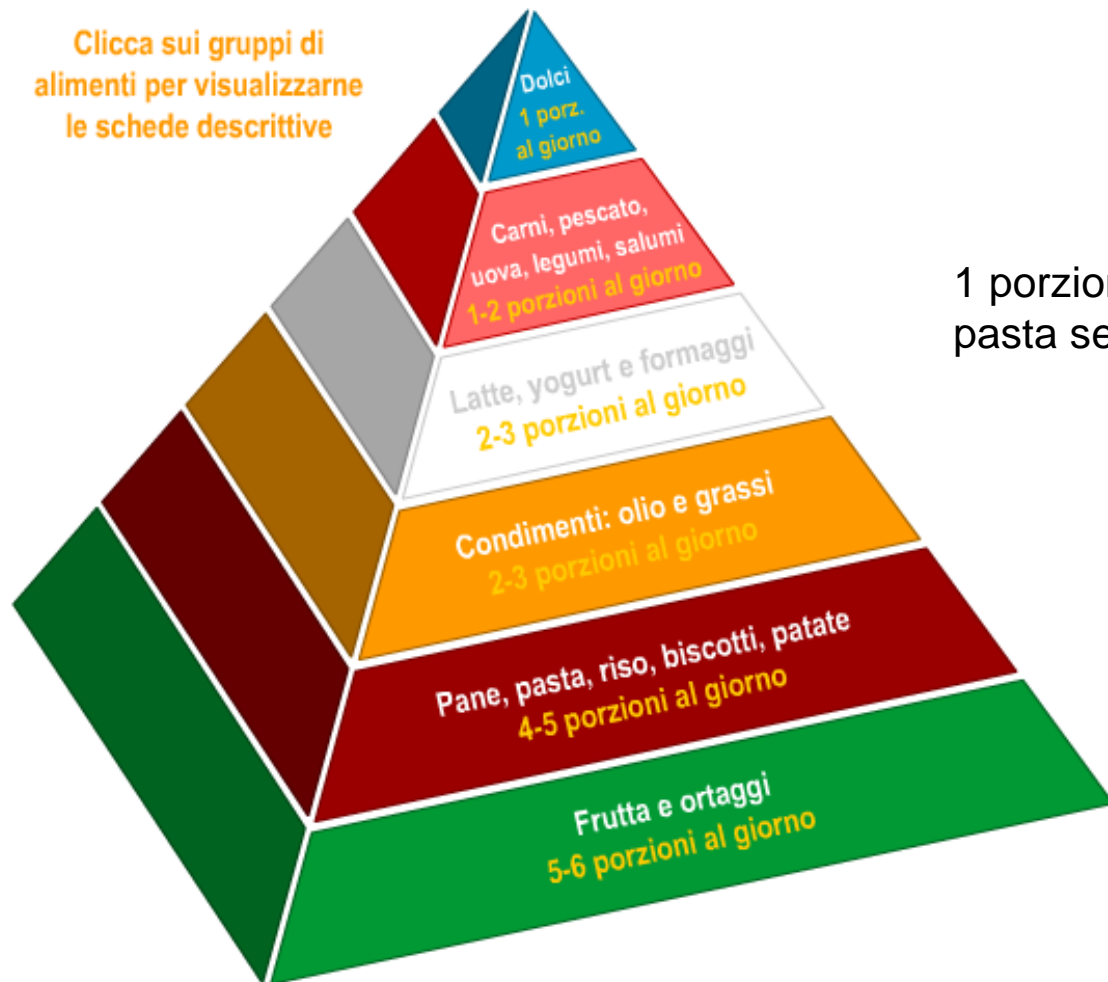 Clicca sui gruppi di
alimenti per visualizzarne
le schede descrittive
Dolci
1 porz.
al giorno
Carni, pescato,
uova, legumi, salumi
1-2 porzioni al giorno
Latte, yogurt e formaggi
2-3 porzioni al giorno
Condimenti: olio e grassi
2-3 porzioni al giorno
Pane, pasta, riso, biscotti, patate
4-5 porzioni al giorno
Frutta e ortaggi
5-6 porzioni al giorno
1
pasta